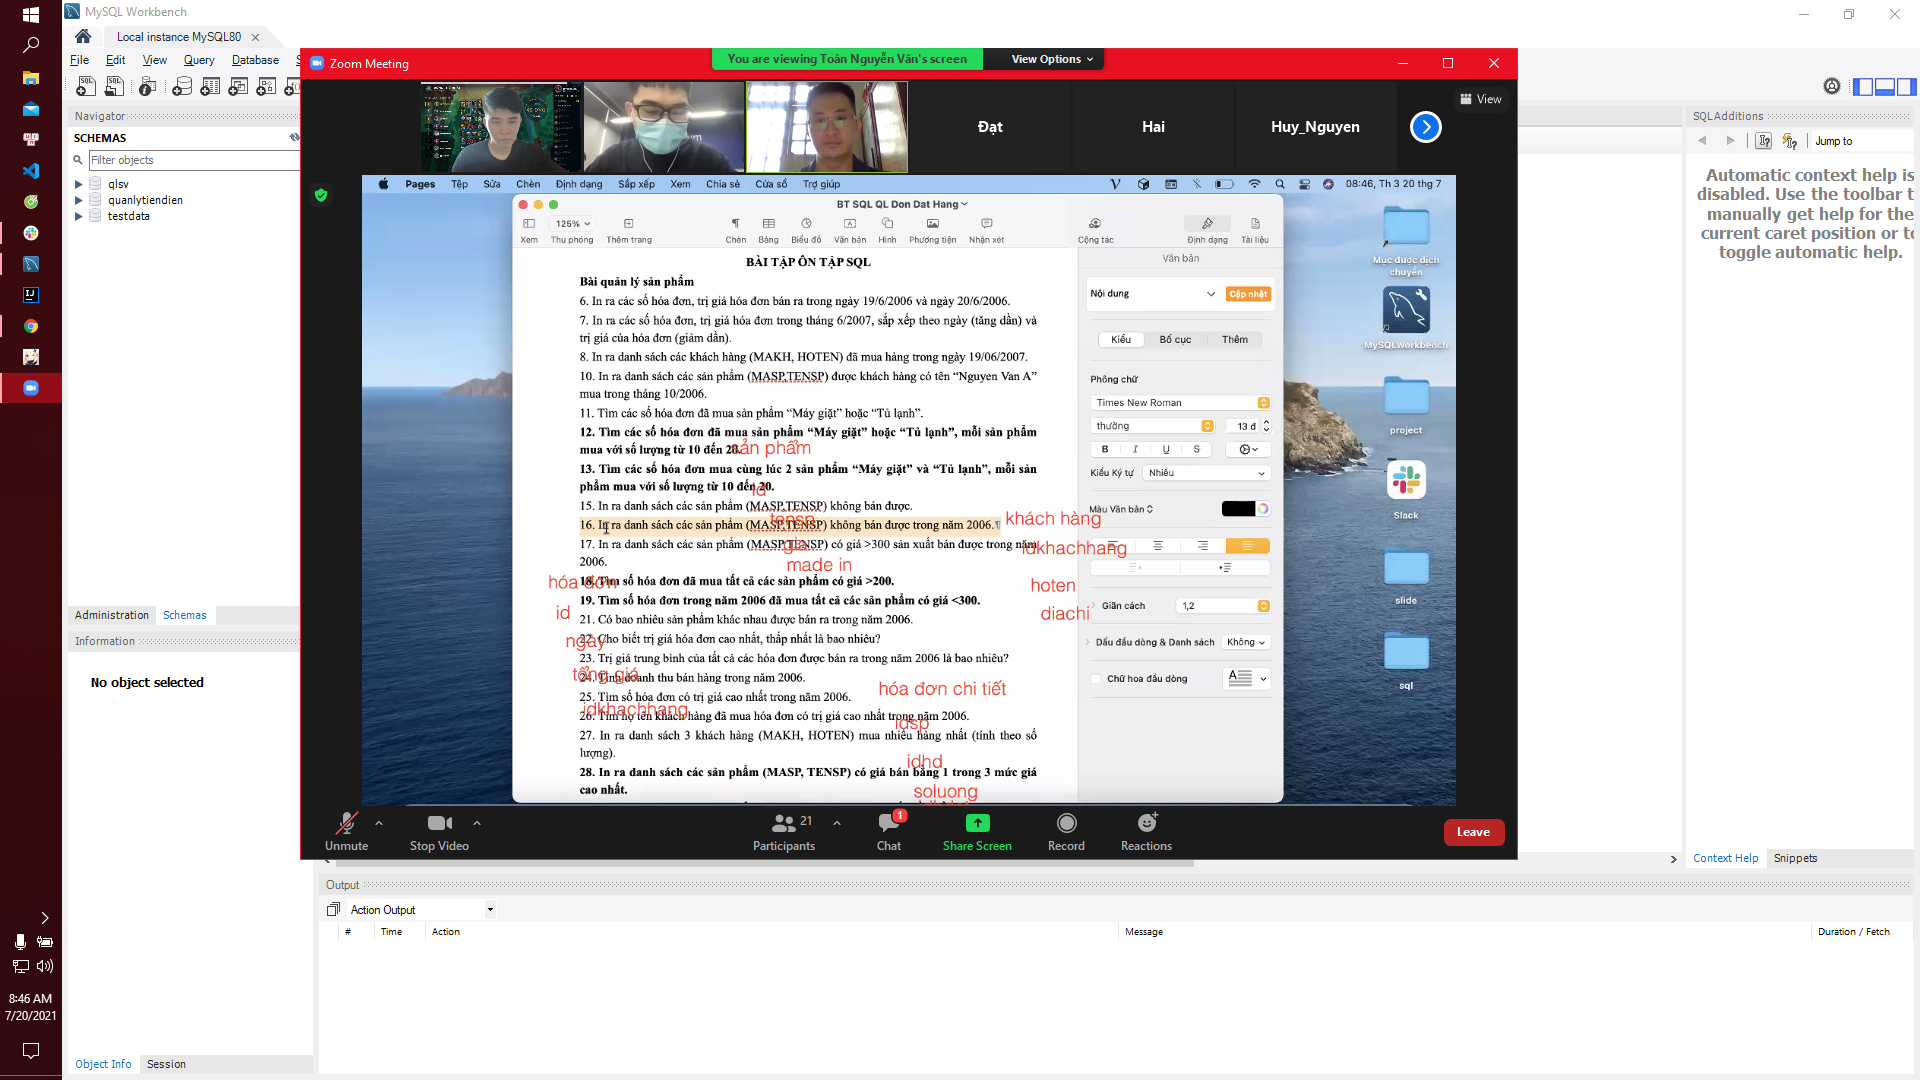 MySQL Workbench
Local instance MySQL80
File Edit View Query Database
Navigator
SCHEMAS
Filter objects
qlsv
quanlytiendien
testdata
Administration Schemas
Information
No object selected
Object Info Session
8:46 AM
7/20/2021
Zoom Meeting
You are viewing Toàn Nguyễn Văn's screen View Options
View
Đạt Hai Huy_Nguyen
Pages Tệp Sửa Chèn Định dạng Sắp xếp Xem Chia sẻ Cửa sổ Trợ giúp 08:46, Th 3 20 thg 7
BT SQL QL Don Dat Hang
125%
Xem Thu phóng Thêm trang Chèn Bảng Biểu đồ Văn bản Hình Phương tiện Nhận xét Cộng tác Định dạng Tài liệu
BÀI TẬP ÔN TẬP SQL
Bài quản lý sản phẩm
6. In ra các số hóa đơn, trị giá hóa đơn bán ra trong ngày 19/6/2006 và ngày 20/6/2006.
7. In ra các số hóa đơn, trị giá hóa đơn trong tháng 6/2007, sắp xếp theo ngày (tăng dần) và
trị giá của hóa đơn (giảm dần).
8. In ra danh sách các khách hàng (MAKH, HOTEN) đã mua hàng trong ngày 19/06/2007.
10. In ra danh sách các sản phẩm (MASP,TENSP) được khách hàng có tên “Nguyen Van A”
mua trong tháng 10/2006.
11. Tìm các số hóa đơn đã mua sản phẩm “Máy giặt” hoặc “Tủ lạnh”.
12. Tìm các số hóa đơn đã mua sản phẩm “Máy giặt” hoặc “Tủ lạnh”, mỗi sản phẩm
mua với số lượng từ 10 đến 20.
sản phẩm
13. Tìm các số hóa đơn mua cùng lúc 2 sản phẩm “Máy giặt” và “Tủ lạnh”, mỗi sản
phẩm mua với số lượng từ 10 đến 20.
id
15. In ra danh sách các sản phẩm (MASP,TENSP) không bán được.
16. In ra danh sách các sản phẩm (MASP,TENSP) không bán được trong năm 2006.
tensp
khách hàng
17. In ra danh sách các sản phẩm (MASP,TENSP) có giá >300 sản xuất bán được trong năm
2006.
gia
idkhachhang
made in
18. Tìm số hóa đơn đã mua tất cả các sản phẩm có giá >200.
hóa đơn
hoten
19. Tìm số hóa đơn trong năm 2006 đã mua tất cả các sản phẩm có giá <300.
id
diachi
21. Có bao nhiêu sản phẩm khác nhau được bán ra trong năm 2006.
22. Cho biết trị giá hóa đơn cao nhất, thấp nhất là bao nhiêu?
ngày
23. Trị giá trung bình của tất cả các hóa đơn được bán ra trong năm 2006 là bao nhiêu?
24. Tính doanh thu bán hàng trong năm 2006.
tổng giá
25. Tìm số hóa đơn có trị giá cao nhất trong năm 2006.
hóa đơn chi tiết
26. Tìm họ tên khách hàng đã mua hóa đơn có trị giá cao nhất trong năm 2006.
idkhachhang
idsp
27. In ra danh sách 3 khách hàng (MAKH, HOTEN) mua nhiều hàng nhất (tính theo số
lượng).
idhd
28. In ra danh sách các sản phẩm (MASP, TENSP) có giá bán bằng 1 trong 3 mức giá
cao nhất.
soluong
Văn bản
Nội dung Cập nhật
Kiểu Bố cục Thêm
Phông chữ
Times New Roman
thường 13 đ
B I U S
Kiểu Ký tự Nhiều
Màu Văn bản
Giãn cách 1,2
Dấu đầu dòng & Danh sách Không
Chữ hoa đầu dòng
Mục được dịch
chuyển
MySQLWorkbench
project
Slack
slide
sql
Unmute Stop Video Participants 21 Chat 1 Share Screen Record Reactions Leave
SQLAdditions
Jump to
Automatic context help is
disabled. Use the toolbar t
manually get help for the
current caret position or to
toggle automatic help.
Context Help Snippets
Output
Action Output
# Time Action Message Duration / Fetch